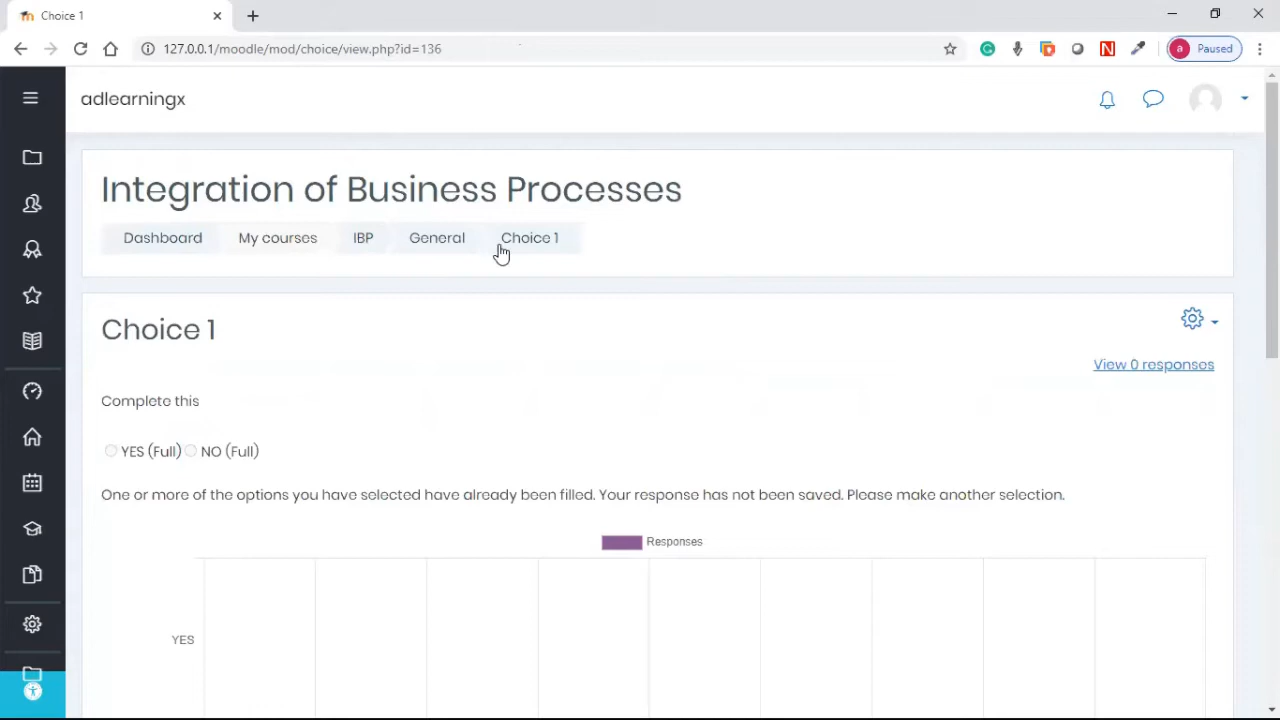 Choice 1
127.0.0.1/moodle/mod/choice/view.php?id=136
a Paused
adlearningx
Integration of Business Processes
Dashboard My courses IBP General Choice 1
Choice 1
View 0 responses
Complete this
YES (Full) NO (Full)
One or more of the options you have selected have already been filled. Your response has not been saved. Please make another selection.
Responses
YES